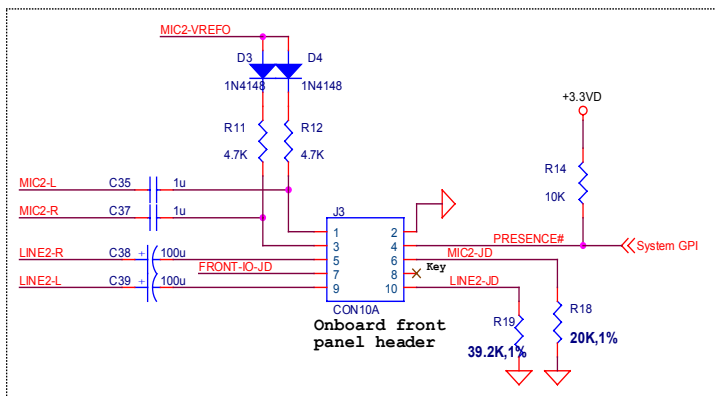 MIC2-VREFO
D3
D4
1N4148
1N4148
+3.3VD
R11
R12
4.7K
4.7K
R14
10K
MIC2-L
C35
1u
MIC2-R
C37
1u
J3
1
2
3
4
5
6
7
8
9
10
CON10A
PRESENCE#
System GPI
MIC2-JD
LINE2-R
C38
+
100u
FRONT-IO-JD
Key
LINE2-L
C39
+
100u
LINE2-JD
Onboard front
panel header
R19
39.2K,1%
R18
20K,1%